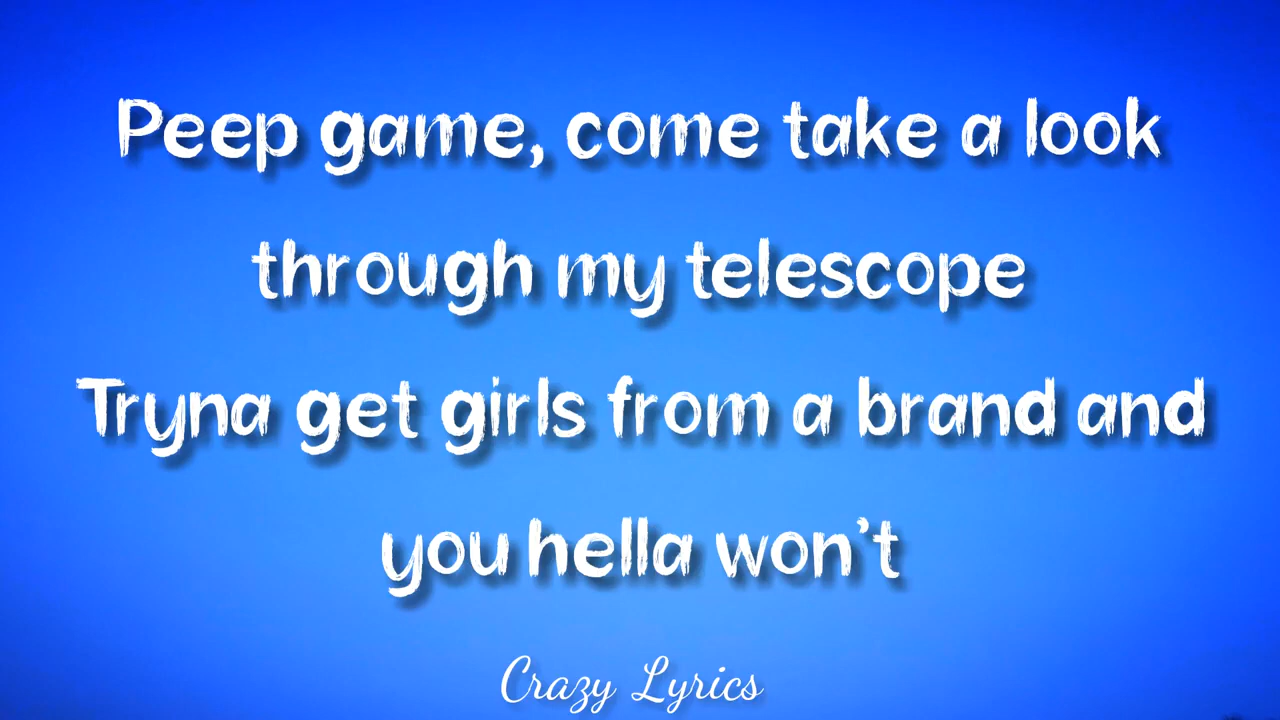 Peep game, come take a look
through my telescope
Tryna get girls from a brand and
you hella won't
Crazy Lyrics